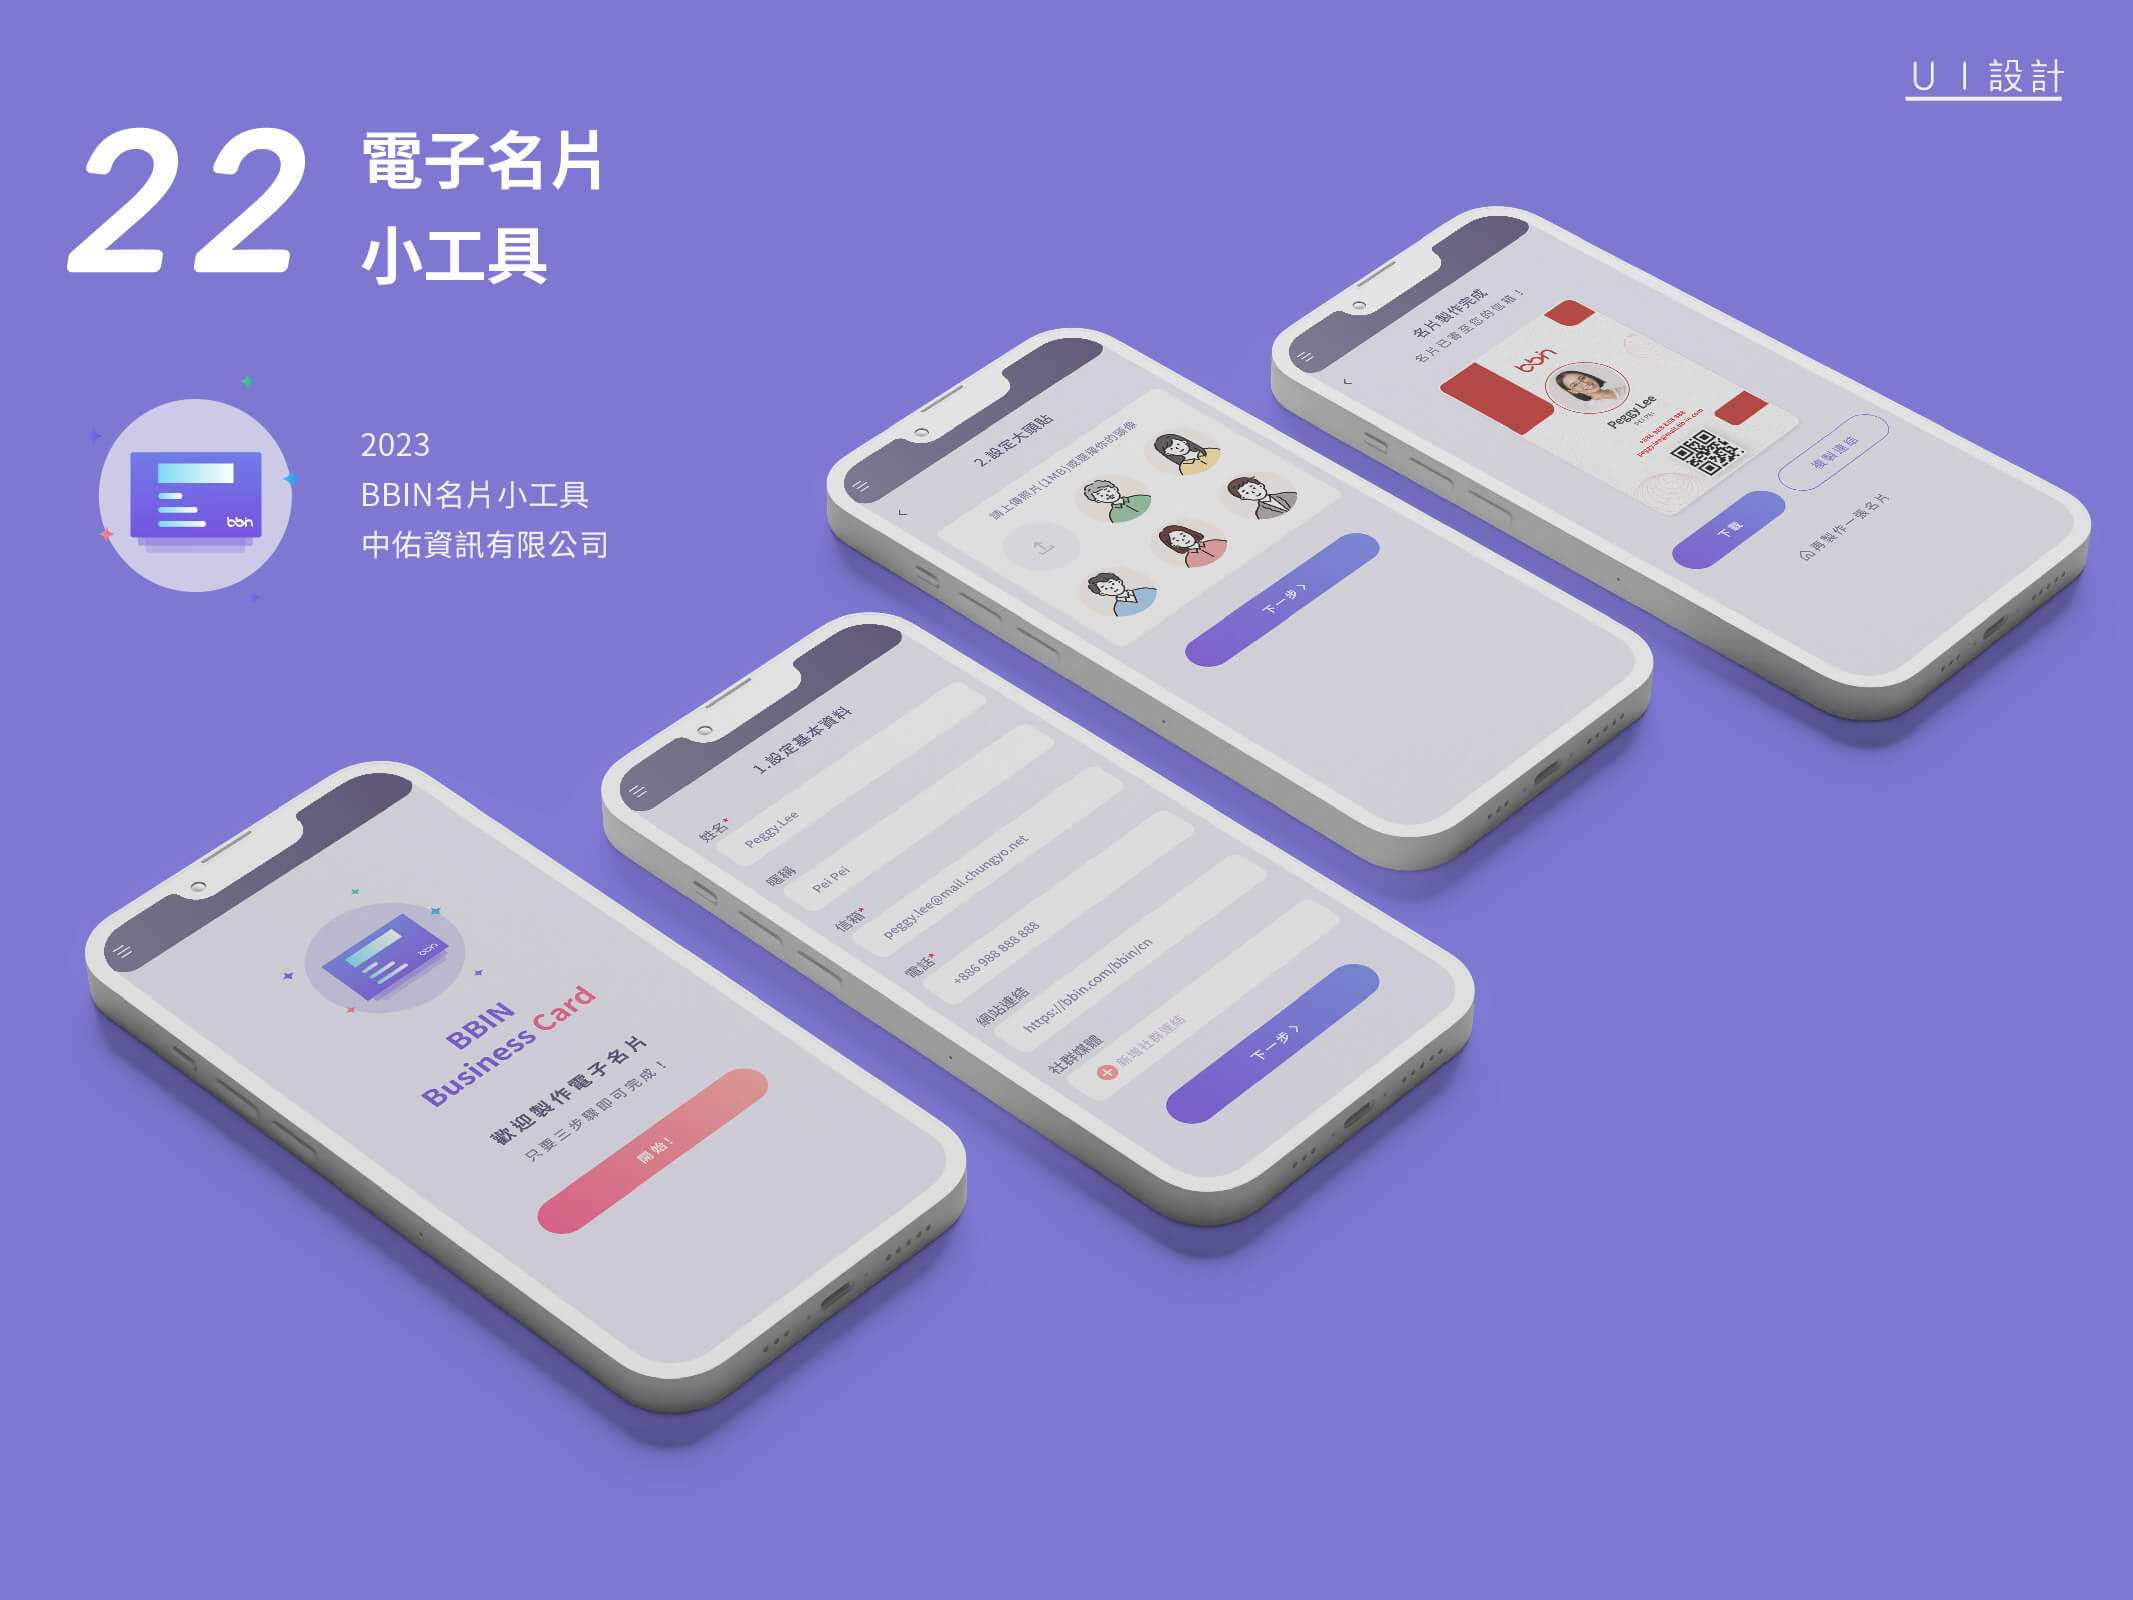 UI設計
22
電子名片
小工具
2023
BBIN名片小工具
中佑資訊有限公司
bbin
bbin
BBIN
Business Card
歡迎製作電子名片
只要三步驟即可完成！
開始！
1.設定基本資料
姓名*
Peggy.Lee
暱稱
Pei Pei
信箱*
peggy.lee@mail.chungyo.net
電話*
+886 988 888 888
網站連結
https://bbin.com/bbin/cn
社群媒體
新增社群連結
下一步 >
2.設定大頭貼
請上傳照片(1MB)或選擇你的頭像
下一步 >
名片製作完成
名片已寄至您的信箱！
bbin
Peggy Lee
PEI PEI
複製連結
下載
再製作一張名片